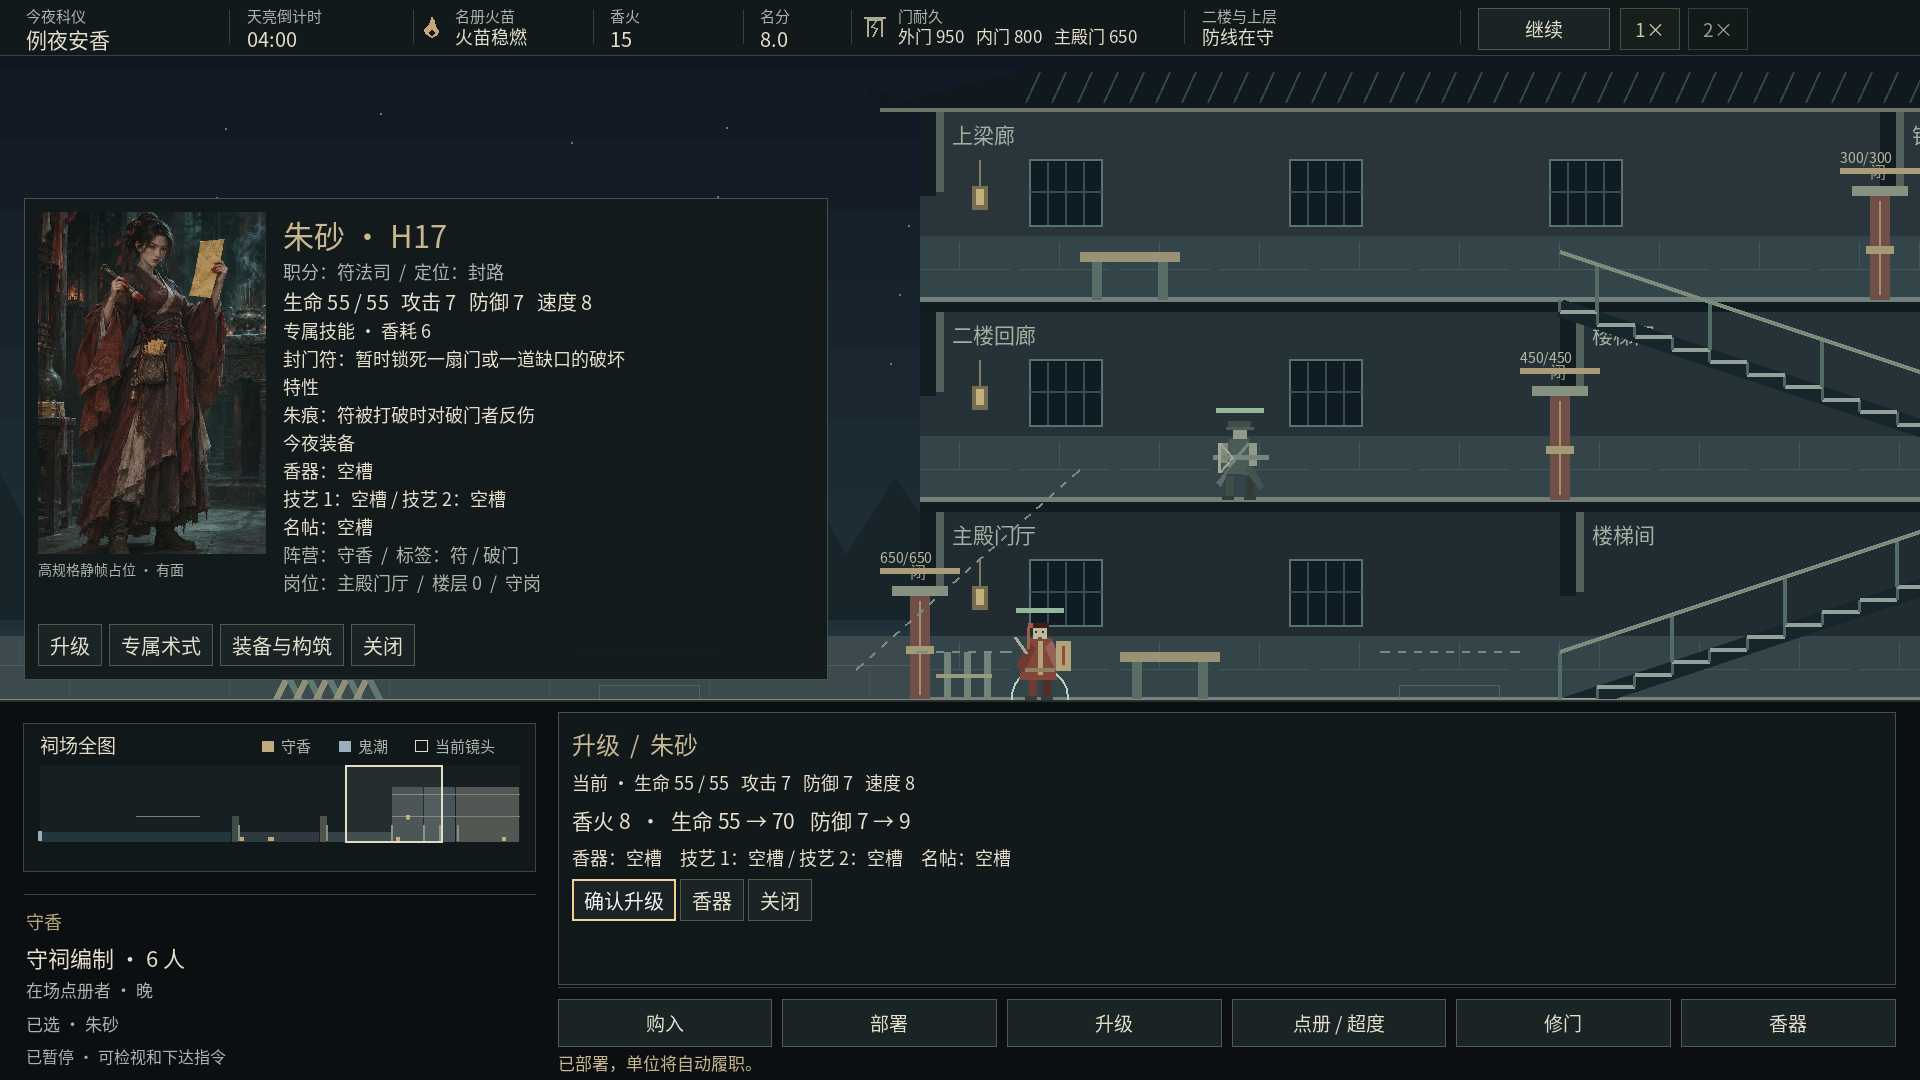 今夜科仪
例夜安香
天亮倒计时
04:00
名册火苗
火苗稳燃
香火
15
名分
8.0
门耐久
外门 950 内门 800 主殿门 650
二楼与上层
防线在守
继续
1×
2×
上梁廊
300/300
闭
二楼回廊
450/450
闭
主殿门厅
650/650
闭
楼梯间
朱砂 · H17
职分：符法司 / 定位：封路
生命 55 / 55 攻击 7 防御 7 速度 8
专属技能 · 香耗 6
封门符：暂时锁死一扇门或一道缺口的破坏
特性
朱痕：符被打破时对破门者反伤
今夜装备
香器：空槽
技艺 1：空槽 / 技艺 2：空槽
名帖：空槽
阵营：守香 / 标签：符 / 破门
岗位：主殿门厅 / 楼层 0 / 守岗
高规格静帧占位 · 有面
升级
专属术式
装备与构筑
关闭
祠场全图
守香
鬼潮
当前镜头
守香
守祠编制 · 6 人
在场点册者 · 晚
已选 · 朱砂
已暂停 · 可检视和下达指令
升级 / 朱砂
当前 · 生命 55 / 55 攻击 7 防御 7 速度 8
香火 8 · 生命 55 → 70 防御 7 → 9
香器：空槽 技艺 1：空槽 / 技艺 2：空槽 名帖：空槽
确认升级
香器
关闭
购入
部署
升级
点册 / 超度
修门
香器
已部署，单位将自动履职。